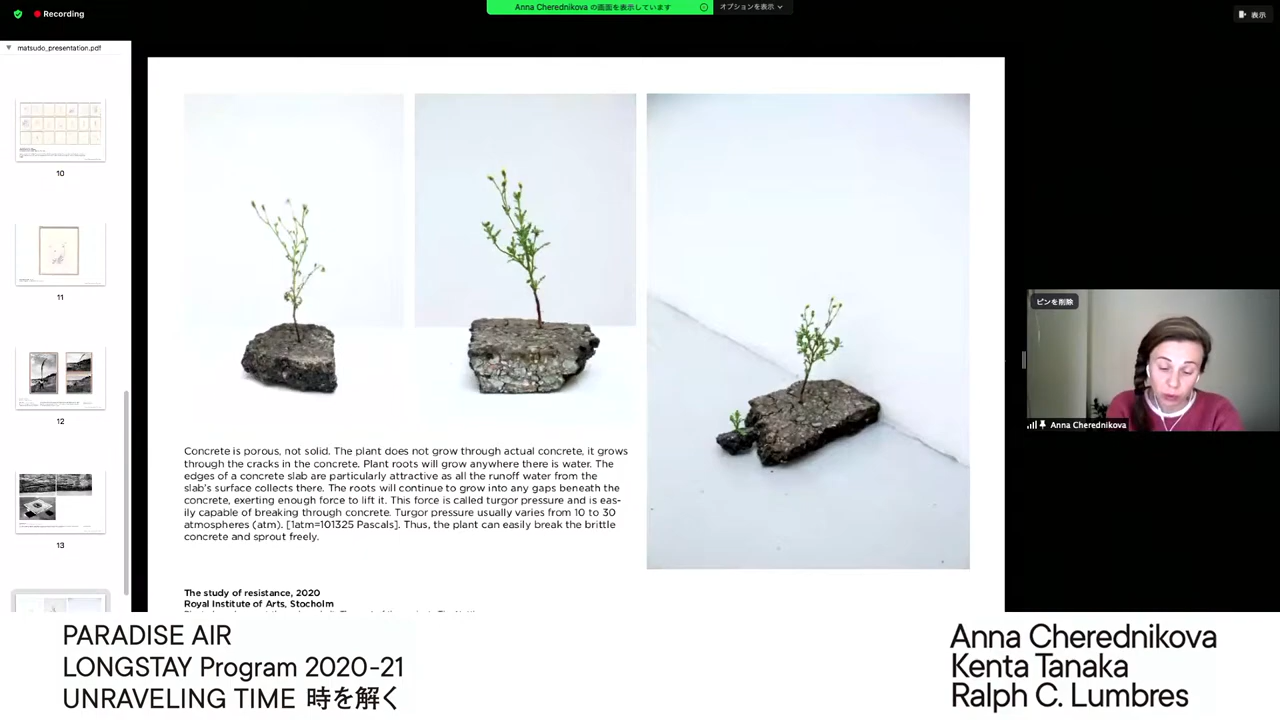 Recording
Anna Cherednikova の画面を表示しています
オプションを表示
表示
matsudo_presentation.pdf
10
11
12
13
Concrete is porous, not solid. The plant does not grow through actual concrete, it grows
through the cracks in the concrete. Plant roots will grow anywhere there is water. The
edges of a concrete slab are particularly attractive as all the runoff water from the
slab's surface collects there. The roots will continue to grow into any gaps beneath the
concrete, exerting enough force to lift it. This force is called turgor pressure and is eas-
ily capable of breaking through concrete. Turgor pressure usually varies from 10 to 30
atmospheres (atm). [1atm=101325 Pascals]. Thus, the plant can easily break the brittle
concrete and sprout freely.
The study of resistance, 2020
Royal Institute of Arts, Stocholm
ピンを削除
Anna Cherednikova
PARADISE AIR
LONGSTAY Program 2020-21
UNRAVELING TIME 時を解く
Anna Cherednikova
Kenta Tanaka
Ralph C. Lumbres